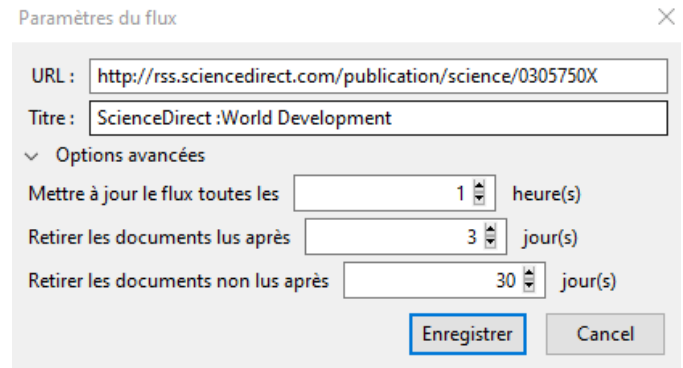 Paramètres du flux
URL : http://rss.sciencedirect.com/publication/science/0305750X
Titre : ScienceDirect :World Development
Options avancées
Mettre à jour le flux toutes les 1 heure(s)
Retirer les documents lus après 3 jour(s)
Retirer les documents non lus après 30 jour(s)
Enregistrer Cancel